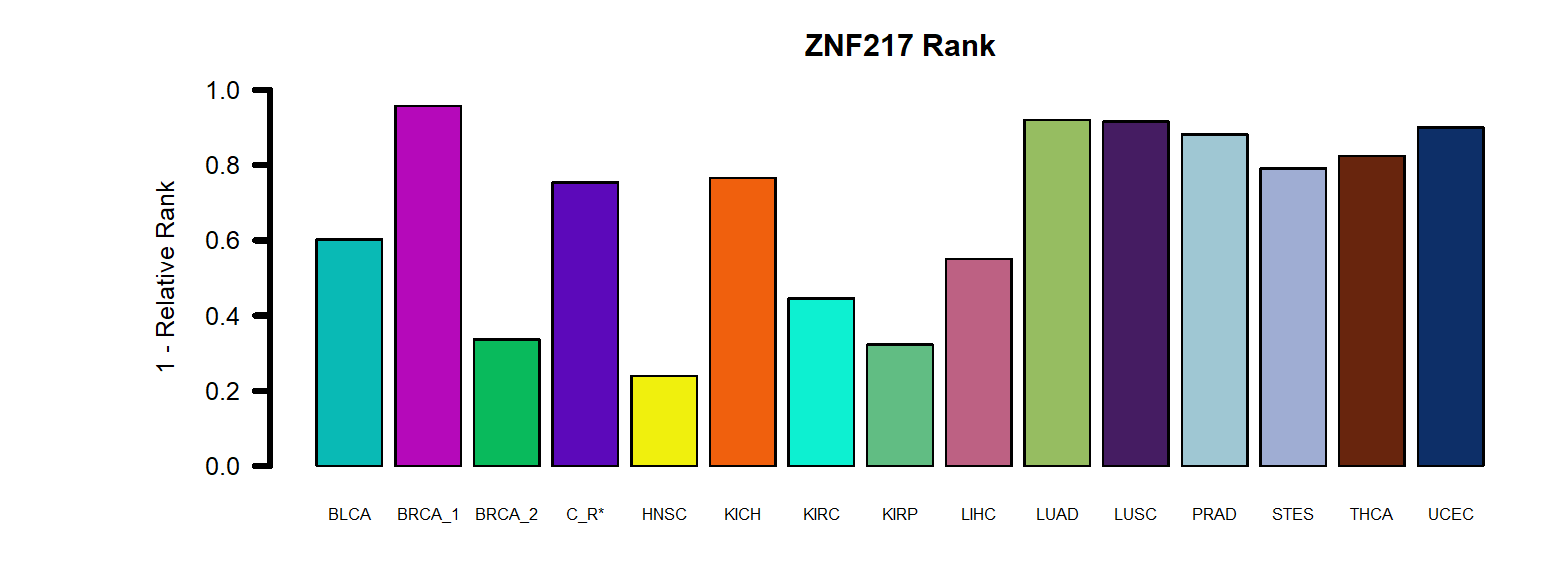 ZNF217 Rank
1 - Relative Rank
1.0
0.8
0.6
0.4
0.2
0.0
BLCA BRCA_1 BRCA_2 C_R* HNSC KICH KIRC KIRP LIHC LUAD LUSC PRAD STES THCA UCEC